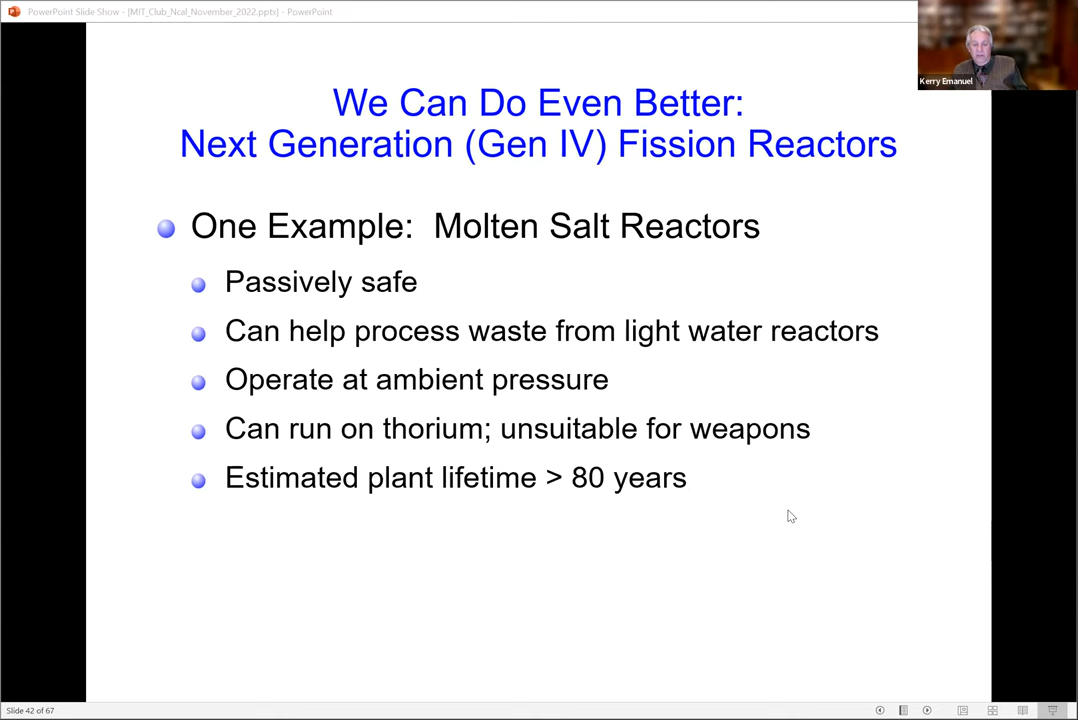 PowerPoint Slide Show - [MIT_Club_Ncal_November_2022.pptx] - PowerPoint
Kerry Emanuel
We Can Do Even Better:
Next Generation (Gen IV) Fission Reactors
One Example: Molten Salt Reactors
Passively safe
Can help process waste from light water reactors
Operate at ambient pressure
Can run on thorium; unsuitable for weapons
Estimated plant lifetime > 80 years
Slide 42 of 67